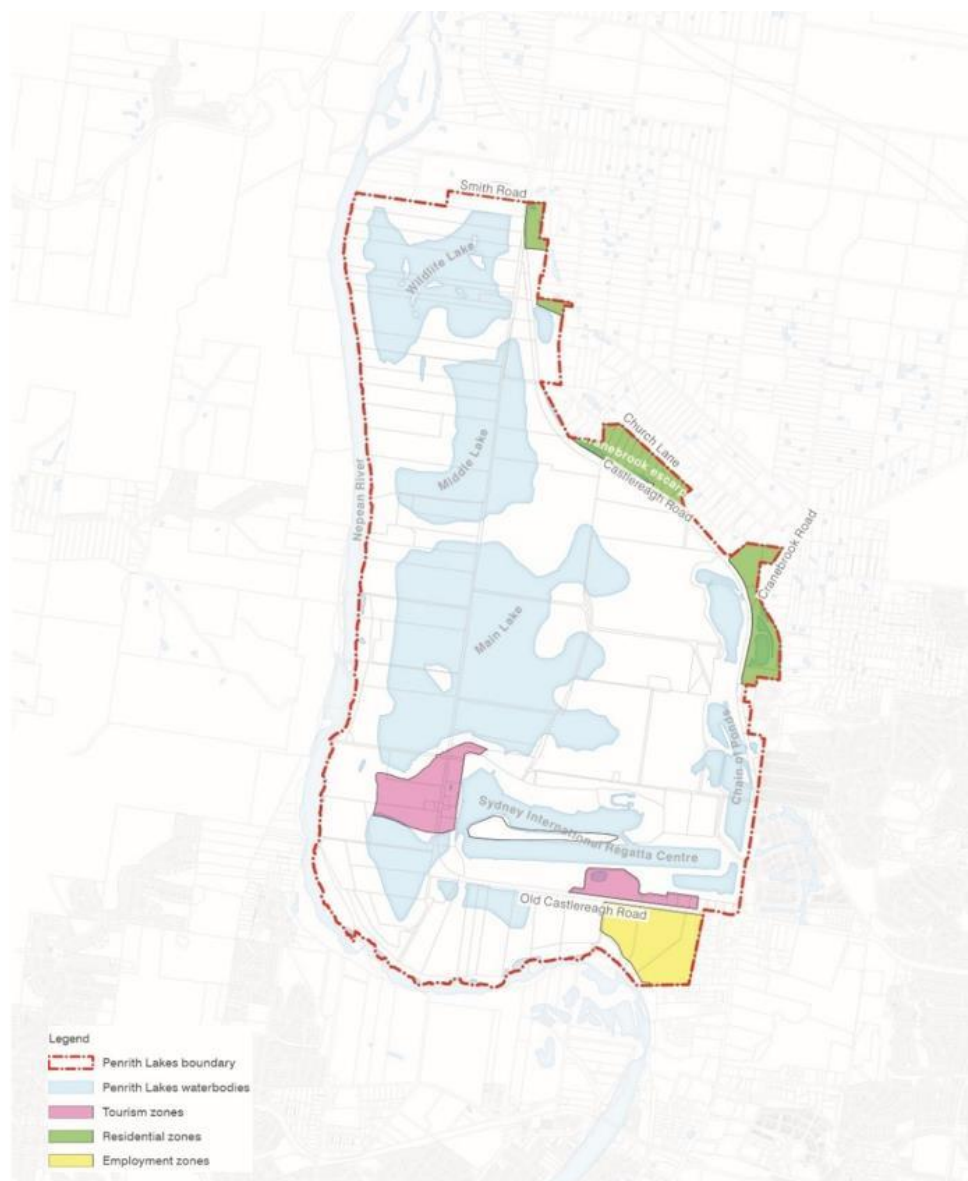 Smith Road
Wildlife Lake
Church Lane
Cranebrook escarp
Castlereagh Road
Middle Lake
Nepean River
Cranebrook Road
Main Lake
Chain of Ponds
Sydney International Regatta Centre
Old Castlereagh Road
Legend
Penrith Lakes boundary
Penrith Lakes waterbodies
Tourism zones
Residential zones
Employment zones